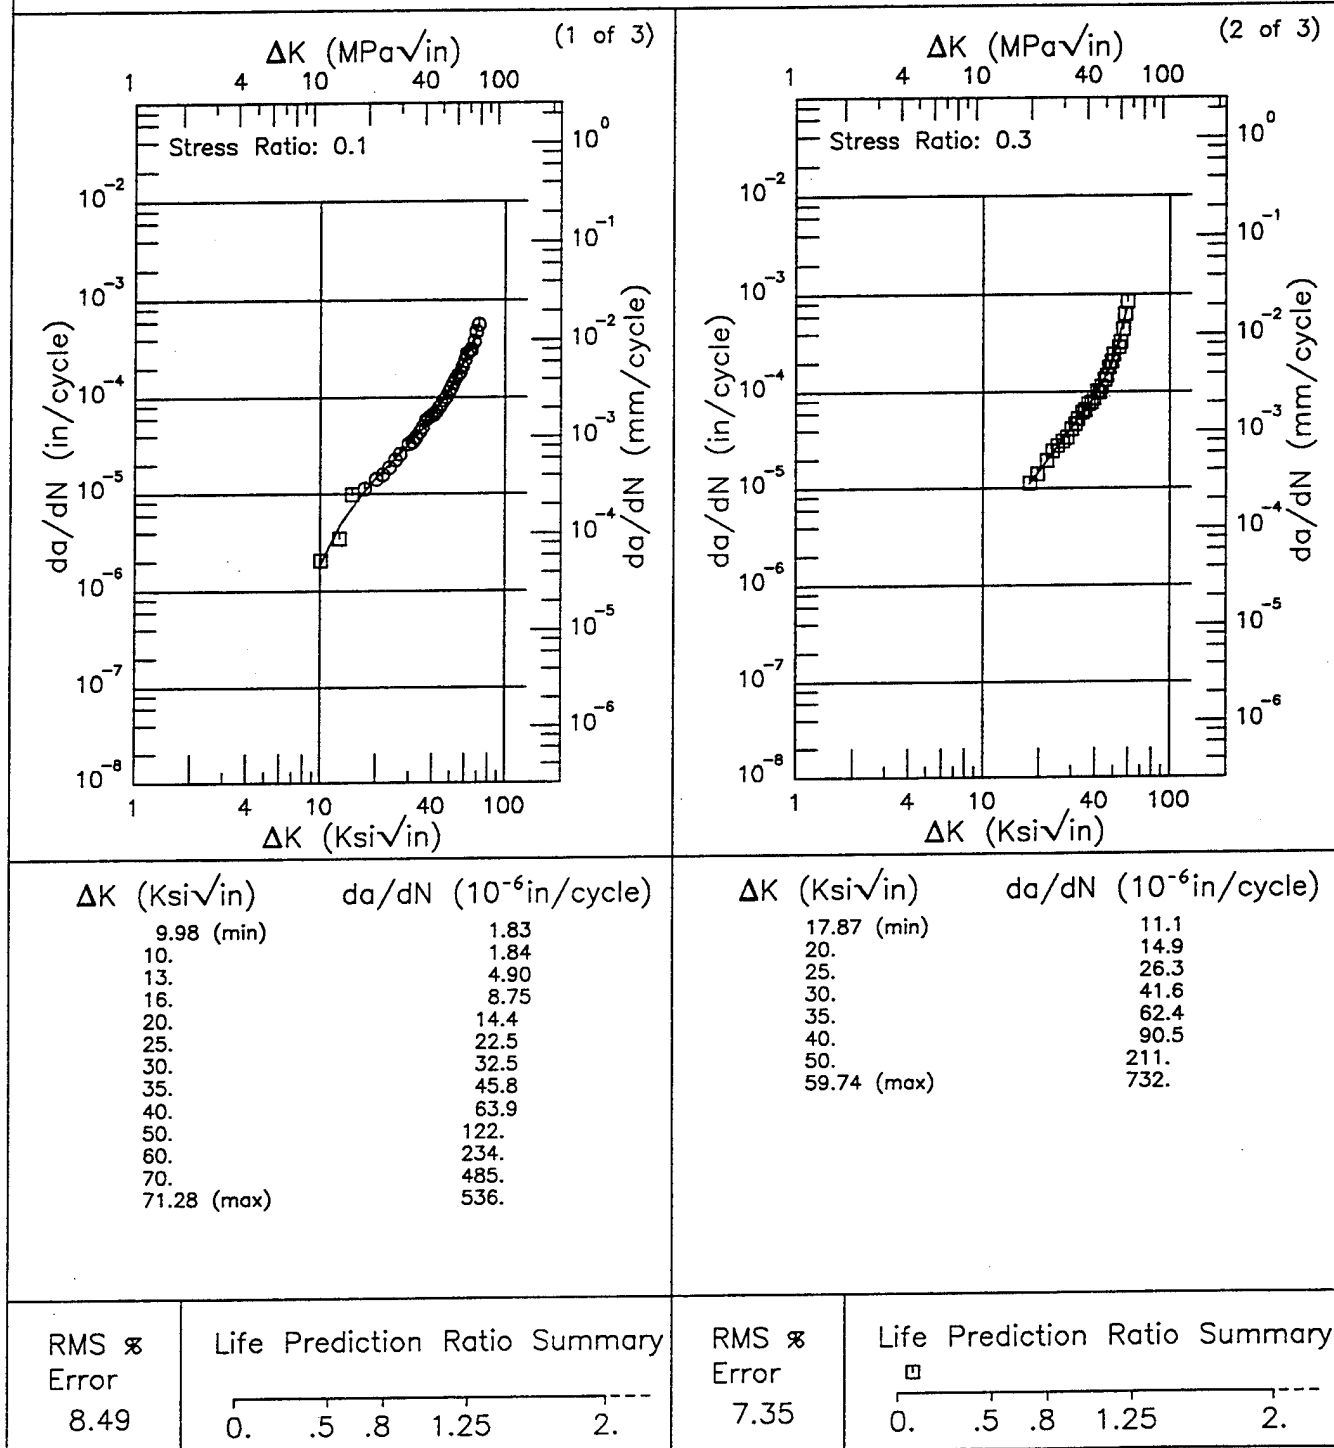 (1 of 3)
ΔK (MPa√in)
1 4 10 40 100
Stress Ratio: 0.1
da/dN (in/cycle)
10⁻²
10⁻³
10⁻⁴
10⁻⁵
10⁻⁶
10⁻⁷
10⁻⁸
10⁰
10⁻¹
10⁻²
10⁻³
10⁻⁴
10⁻⁵
10⁻⁶
da/dN (mm/cycle)
1 4 10 40 100
ΔK (Ksi√in)
(2 of 3)
ΔK (MPa√in)
1 4 10 40 100
Stress Ratio: 0.3
da/dN (in/cycle)
10⁻²
10⁻³
10⁻⁴
10⁻⁵
10⁻⁶
10⁻⁷
10⁻⁸
10⁰
10⁻¹
10⁻²
10⁻³
10⁻⁴
10⁻⁵
10⁻⁶
da/dN (mm/cycle)
1 4 10 40 100
ΔK (Ksi√in)
ΔK (Ksi√in) da/dN (10⁻⁶in/cycle)
9.98 (min) 1.83
10. 1.84
13. 4.90
16. 8.75
20. 14.4
25. 22.5
30. 32.5
35. 45.8
40. 63.9
50. 122.
60. 234.
70. 485.
71.28 (max) 536.
ΔK (Ksi√in) da/dN (10⁻⁶in/cycle)
17.87 (min) 11.1
20. 14.9
25. 26.3
30. 41.6
35. 62.4
40. 90.5
50. 211.
59.74 (max) 732.
RMS %
Error
8.49
Life Prediction Ratio Summary
0. .5 .8 1.25 2.
RMS %
Error
7.35
Life Prediction Ratio Summary
0. .5 .8 1.25 2.